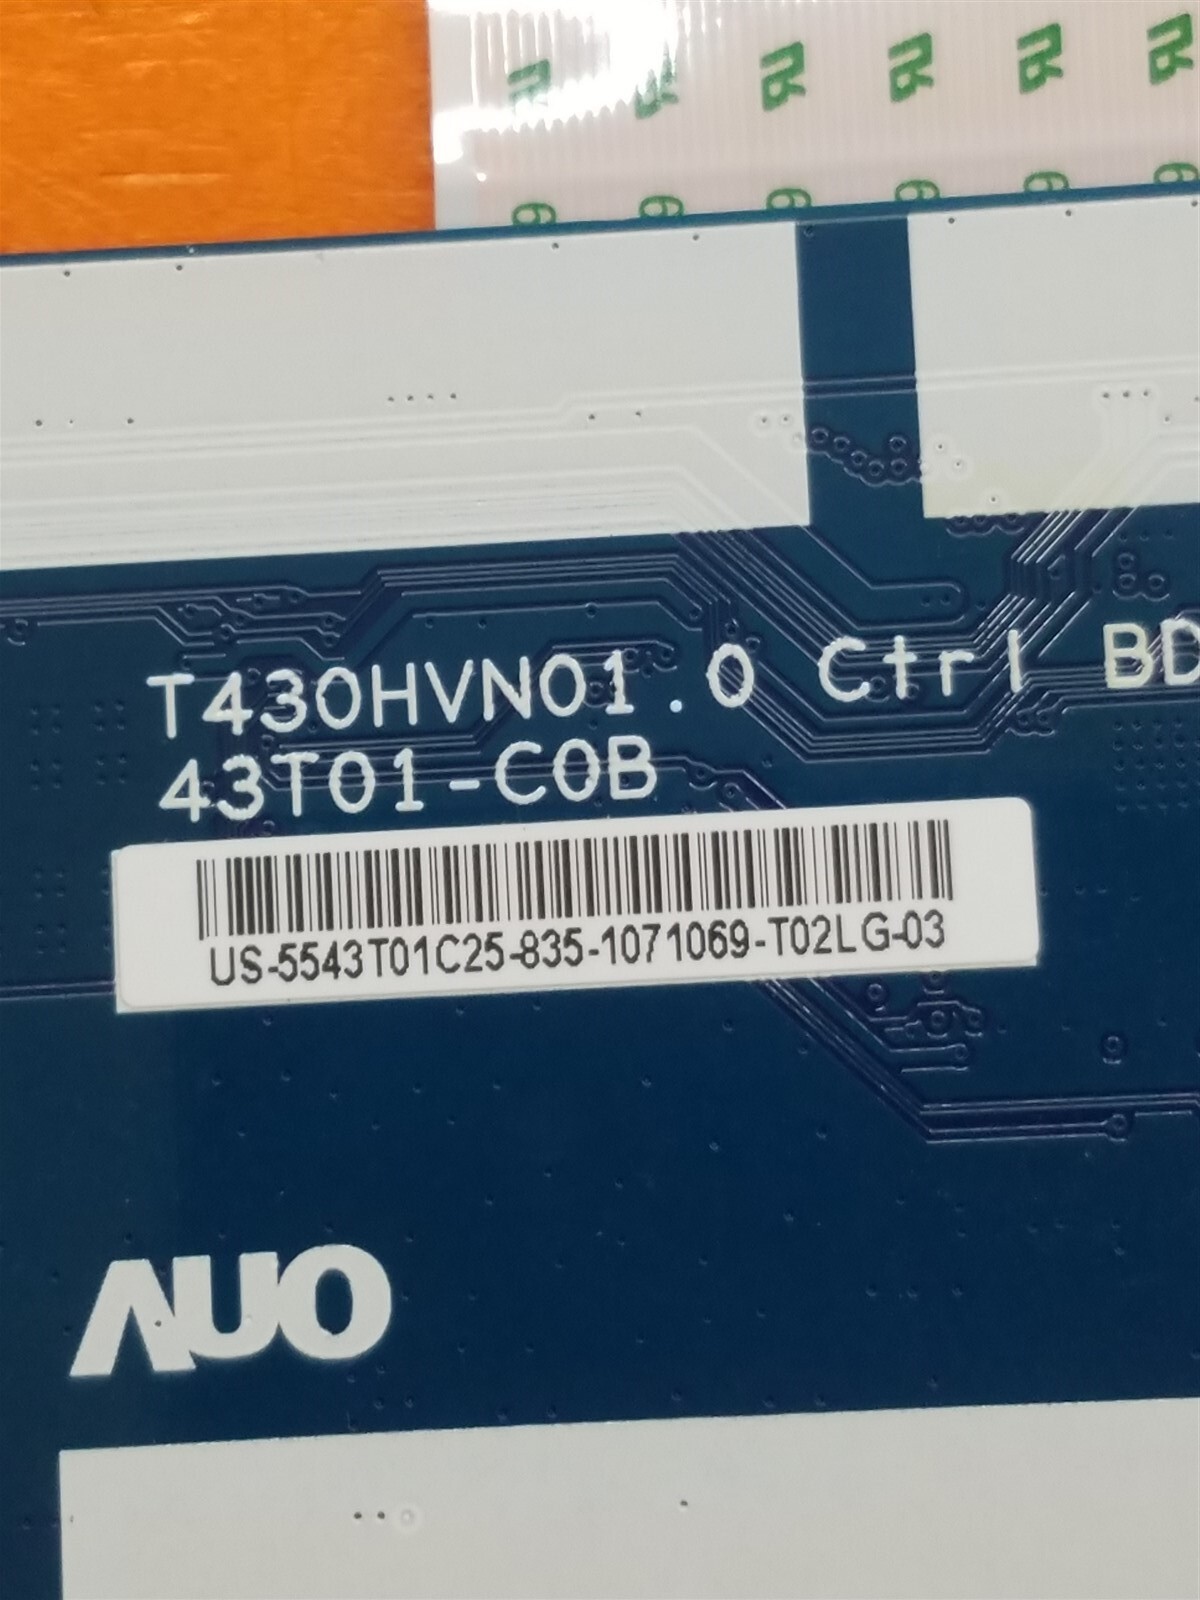 T430HVN01.0 Ctrl BD
43T01-C0B
US-5543T01C25-835-1071069-T02LG-03
AUO